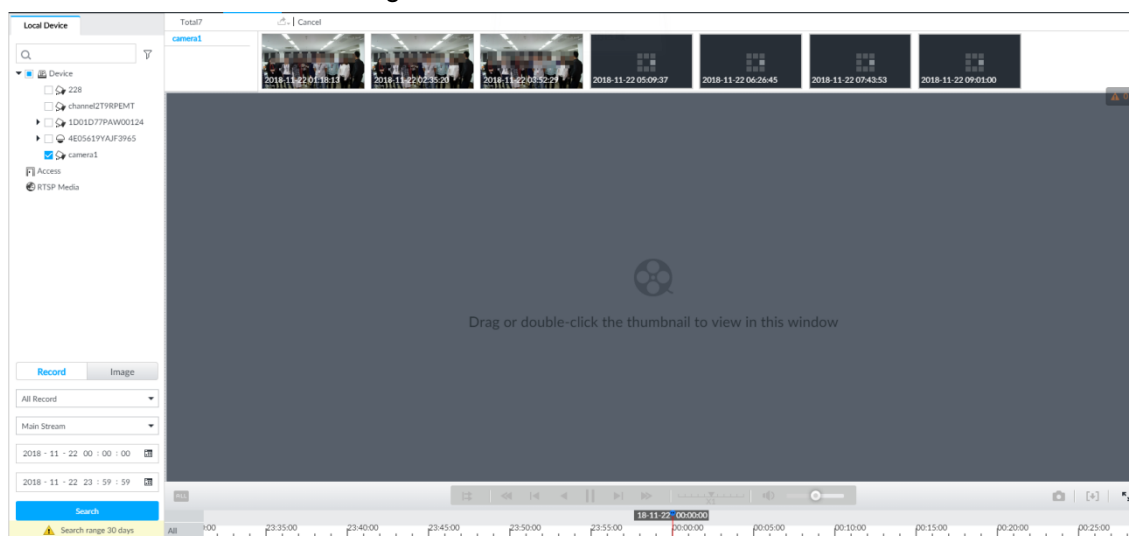 Local Device
Device
228
channel2T9RPEMT
1D01D77PAW00124
4E05619YAJF3965
camera1
Access
RTSP Media
Record Image
All Record
Main Stream
2018 - 11 - 22 00 : 00 : 00
2018 - 11 - 22 23 : 59 : 59
Search
Search range 30 days
Total7 Cancel
camera1
2018-11-22 01:18:13 2018-11-22 02:35:20 2018-11-22 03:52:29 2018-11-22 05:09:37 2018-11-22 06:26:45 2018-11-22 07:43:53 2018-11-22 09:01:00
Drag or double-click the thumbnail to view in this window
18-11-22 00:00:00
All 23:35:00 23:40:00 23:45:00 23:50:00 23:55:00 00:00:00 00:05:00 00:10:00 00:15:00 00:20:00 00:25:00